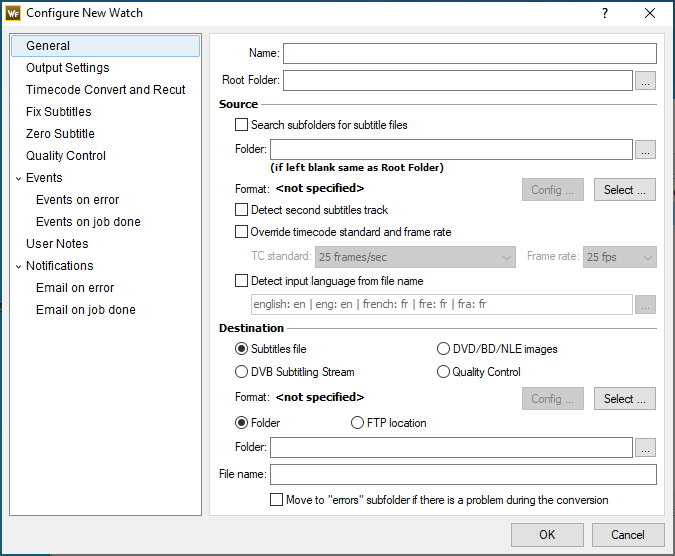 WF Configure New Watch ?
General
Output Settings
Timecode Convert and Recut
Fix Subtitles
Zero Subtitle
Quality Control
Events
Events on error
Events on job done
User Notes
Notifications
Email on error
Email on job done
Name:
Root Folder: ...
Source
Search subfolders for subtitle files
Folder: ...
(if left blank same as Root Folder)
Format: <not specified> Config ... Select ...
Detect second subtitles track
Override timecode standard and frame rate
TC standard: 25 frames/sec Frame rate: 25 fps
Detect input language from file name
english: en | eng: en | french: fr | fre: fr | fra: fr ...
Destination
Subtitles file DVD/BD/NLE images
DVB Subtitling Stream Quality Control
Format: <not specified> Config ... Select ...
Folder FTP location
Folder: ...
File name:
Move to "errors" subfolder if there is a problem during the conversion
OK Cancel